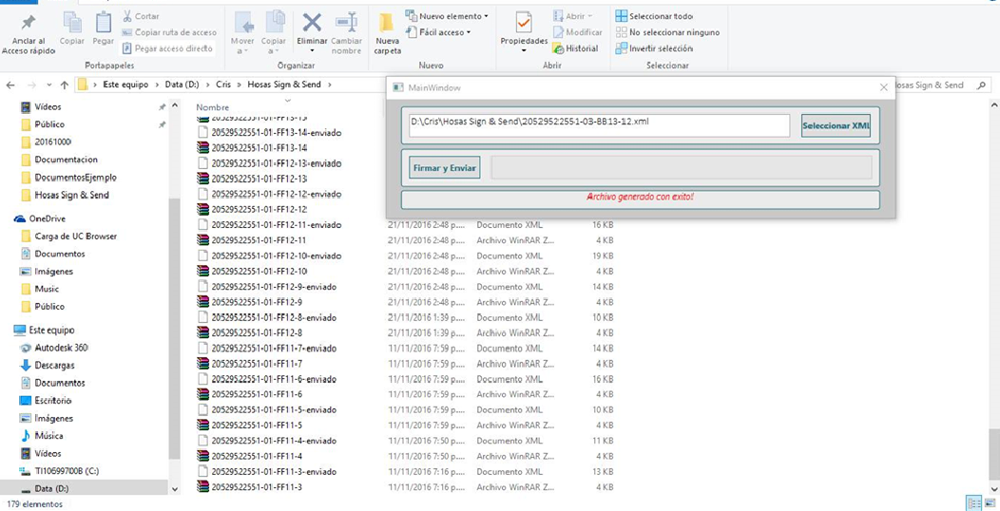 Anclar al Acceso rápido
Copiar
Pegar
Cortar
Copiar ruta de acceso
Pegar acceso directo
Mover a
Copiar a
Eliminar
Cambiar nombre
Nueva carpeta
Nuevo elemento
Fácil acceso
Propiedades
Abrir
Modificar
Historial
Seleccionar todo
No seleccionar ninguno
Invertir selección
Portapapeles
Organizar
Nuevo
Abrir
Seleccionar
Este equipo > Data (D:) > Cris > Hosas Sign & Send >
osas Sign & Send
MainWindow
D:\Cris\Hosas Sign & Send\20529522551-03-BB13-12.xml
Seleccionar XML
Firmar y Enviar
Archivo generado con exito!
Vídeos
Público
20161000
Documentacion
DocumentosEjemplo
Hosas Sign & Send
OneDrive
Carga de UC Browser
Documentos
Imágenes
Music
Público
Este equipo
Autodesk 360
Descargas
Documentos
Escritorio
Imágenes
Música
Vídeos
TI10699700B (C:)
Data (D:)
Nombre
20529522551-01-FF13-15
20529522551-01-FF13-14-enviado
20529522551-01-FF13-14
20529522551-01-FF12-13-enviado
20529522551-01-FF12-13
20529522551-01-FF12-12-enviado
20529522551-01-FF12-12
20529522551-01-FF12-11-enviado 21/11/2016 2:48 p.... Documento XML 16 KB
20529522551-01-FF12-11 21/11/2016 2:48 p.... Archivo WinRAR Z... 4 KB
20529522551-01-FF12-10-enviado 21/11/2016 2:48 p.... Documento XML 19 KB
20529522551-01-FF12-10 21/11/2016 2:48 p.... Archivo WinRAR Z... 4 KB
20529522551-01-FF12-9-enviado 21/11/2016 2:48 p.... Documento XML 14 KB
20529522551-01-FF12-9 21/11/2016 2:48 p.... Archivo WinRAR Z... 4 KB
20529522551-01-FF12-8-enviado 21/11/2016 1:39 p.... Documento XML 10 KB
20529522551-01-FF12-8 21/11/2016 1:39 p.... Archivo WinRAR Z... 4 KB
20529522551-01-FF11-7-enviado 11/11/2016 7:59 p.... Documento XML 14 KB
20529522551-01-FF11-7 11/11/2016 7:59 p.... Archivo WinRAR Z... 4 KB
20529522551-01-FF11-6-enviado 11/11/2016 7:59 p.... Documento XML 16 KB
20529522551-01-FF11-6 11/11/2016 7:59 p.... Archivo WinRAR Z... 4 KB
20529522551-01-FF11-5-enviado 11/11/2016 7:59 p.... Documento XML 10 KB
20529522551-01-FF11-5 11/11/2016 7:59 p.... Archivo WinRAR Z... 4 KB
20529522551-01-FF11-4-enviado 11/11/2016 7:50 p.... Documento XML 11 KB
20529522551-01-FF11-4 11/11/2016 7:50 p.... Archivo WinRAR Z... 4 KB
20529522551-01-FF11-3-enviado 11/11/2016 7:16 p.... Documento XML 13 KB
20529522551-01-FF11-3 11/11/2016 7:16 p.... Archivo WinRAR Z... 4 KB
179 elementos